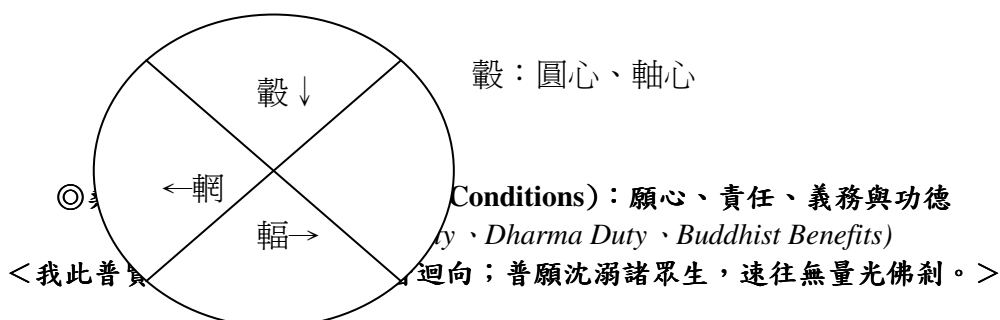 轂：圓心、軸心
轂↓
←輞
◎ Conditions)：願心、責任、義務與功德
輻→
、Dharma Duty、Buddhist Benefits)
＜我此普 迴向；普願沈溺諸眾生，速往無量光佛剎。＞